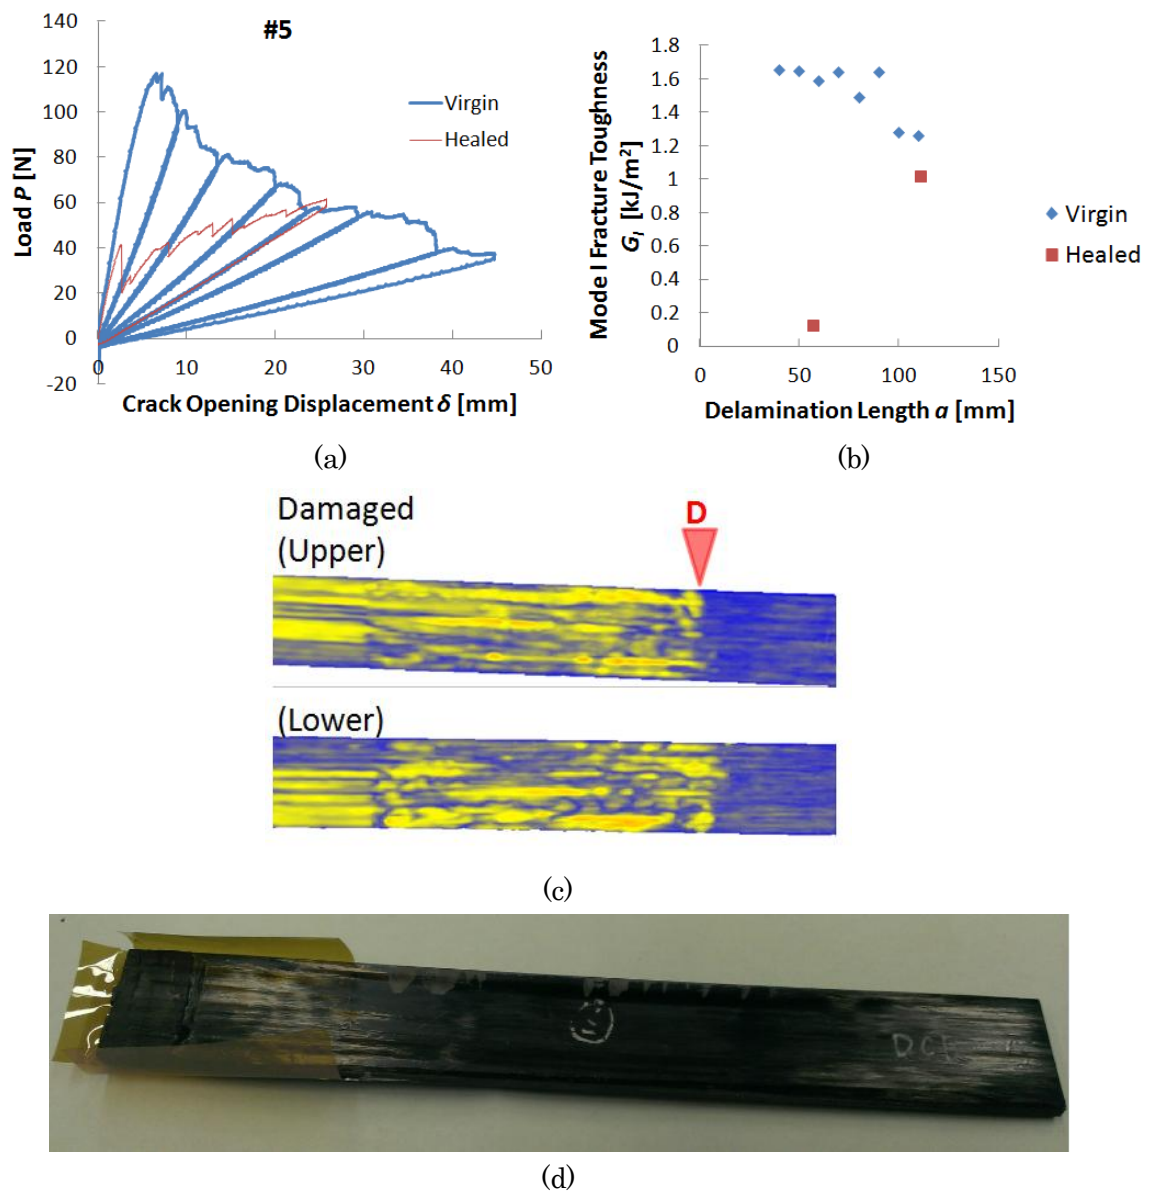 #5
140
120
100
80
60
40
20
0
-20
0 10 20 30 40 50
Load P [N]
Crack Opening Displacement δ [mm]
Virgin
Healed
(a)
1.8
1.6
1.4
1.2
1
0.8
0.6
0.4
0.2
0
0 50 100 150
Mode I Fracture Toughness
G_I [kJ/m²]
Delamination Length a [mm]
Virgin
Healed
(b)
Damaged
(Upper)
D
(Lower)
(c)
(d)